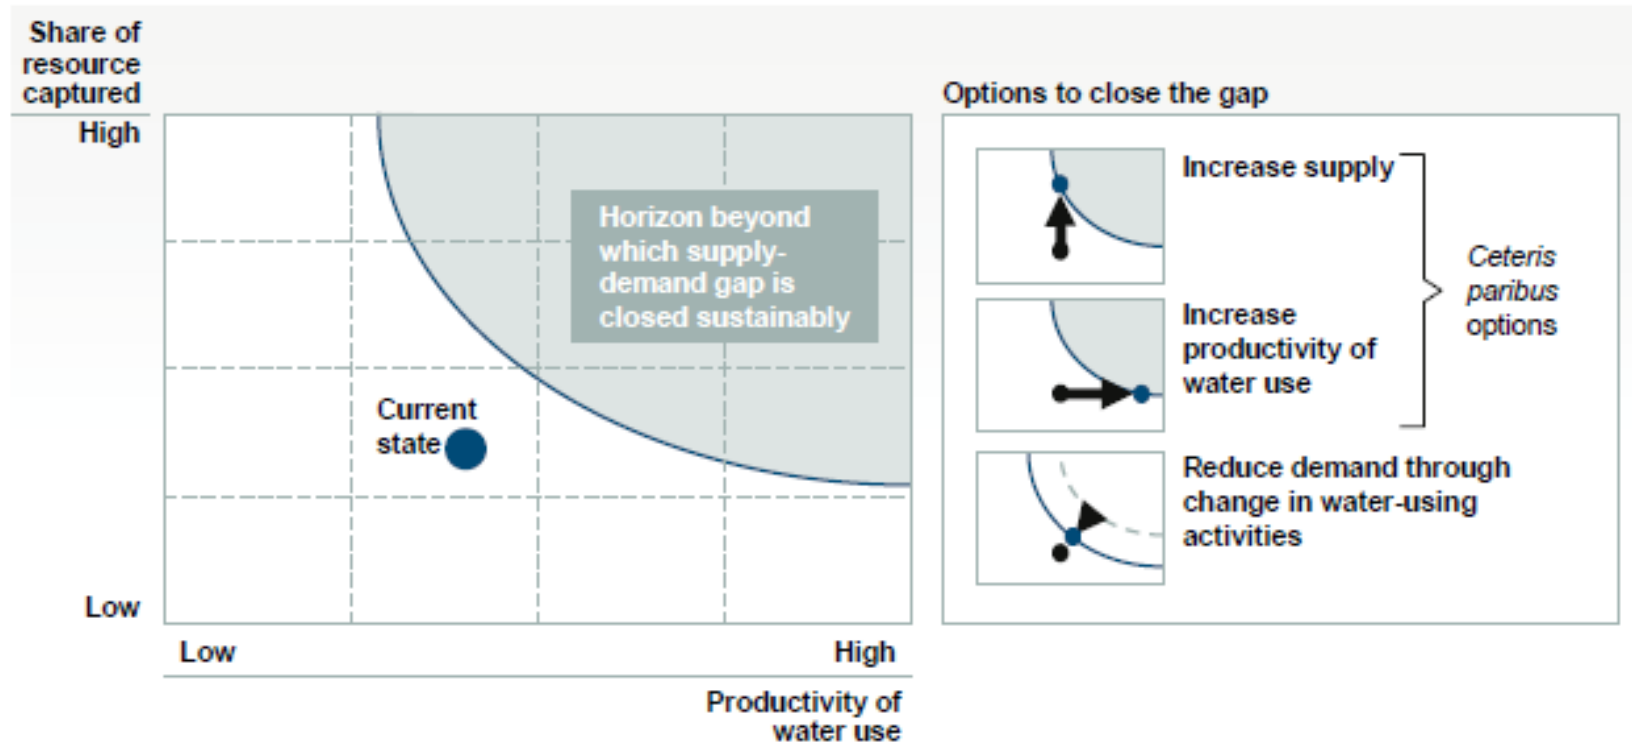 Share of
resource
captured
High
Low
Low
High
Productivity of
water use
Horizon beyond
which supply-
demand gap is
closed sustainably
Current
state
Options to close the gap
Increase supply
Increase
productivity of
water use
Ceteris
paribus
options
Reduce demand through
change in water-using
activities